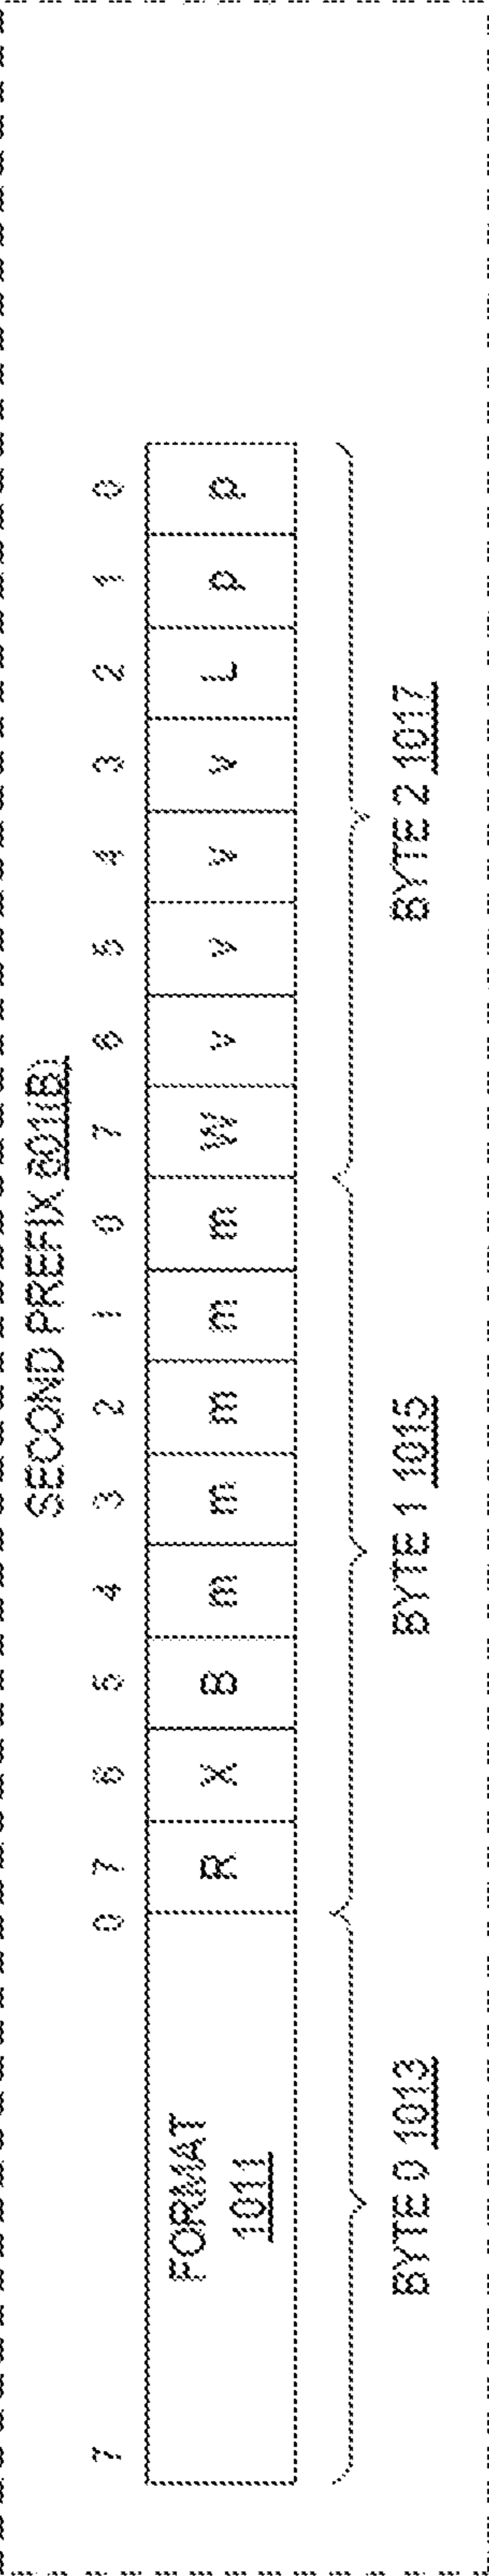 SECOND PREFIX 801(B)
7 0 7 6 5 4 3 2 1 0 7 6 5 4 3 2 1 0
FORMAT R X B m m m m m W v v v v L p p
1011
BYTE 0 1013 BYTE 1 1015 BYTE 2 1017